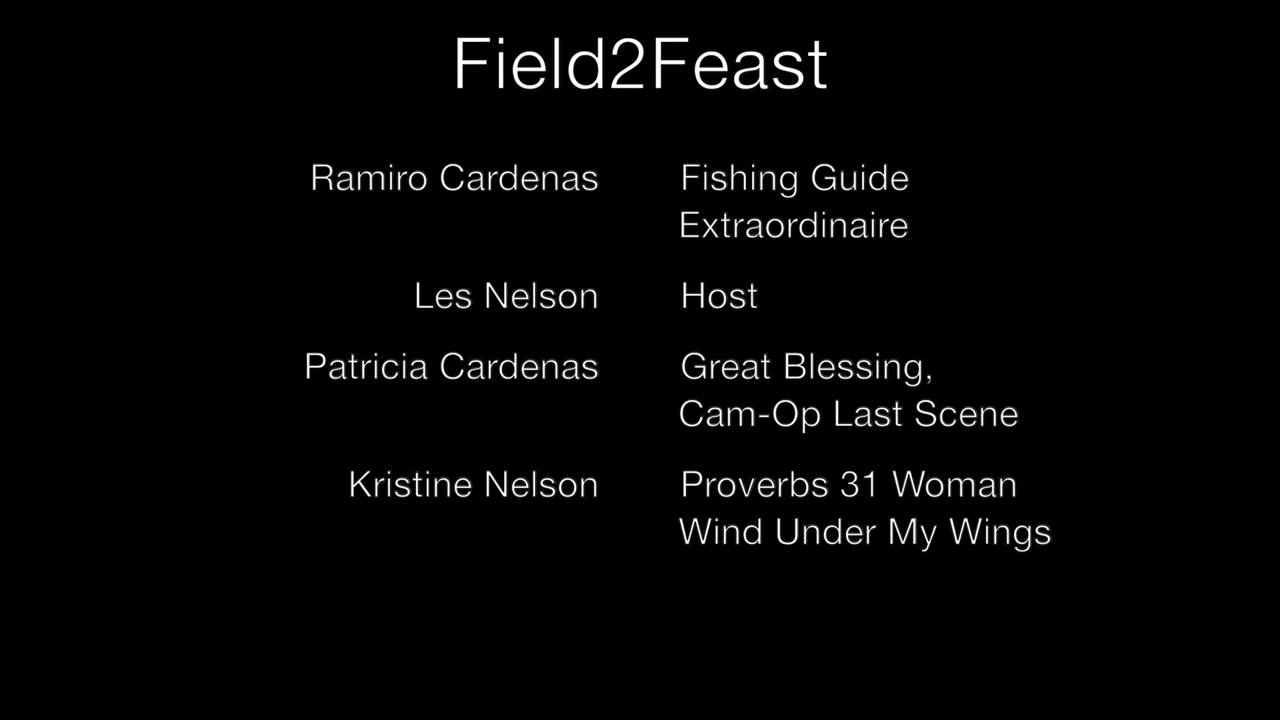 Field2Feast
Ramiro Cardenas Fishing Guide
Extraordinaire
Les Nelson Host
Patricia Cardenas Great Blessing,
Cam-Op Last Scene
Kristine Nelson Proverbs 31 Woman
Wind Under My Wings